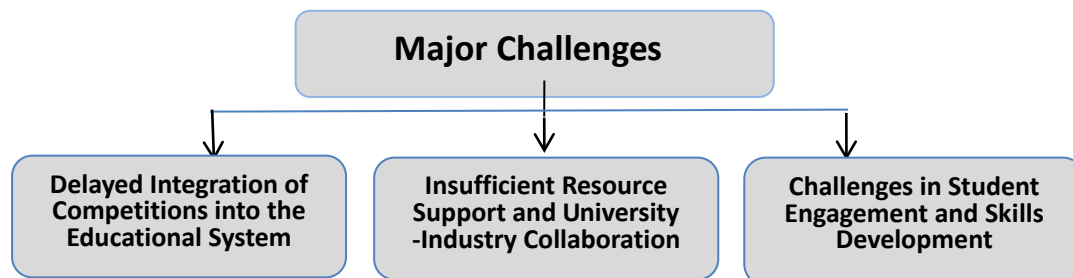 Major Challenges
Delayed Integration of
Competitions into the
Educational System
Insufficient Resource
Support and University
-Industry Collaboration
Challenges in Student
Engagement and Skills
Development